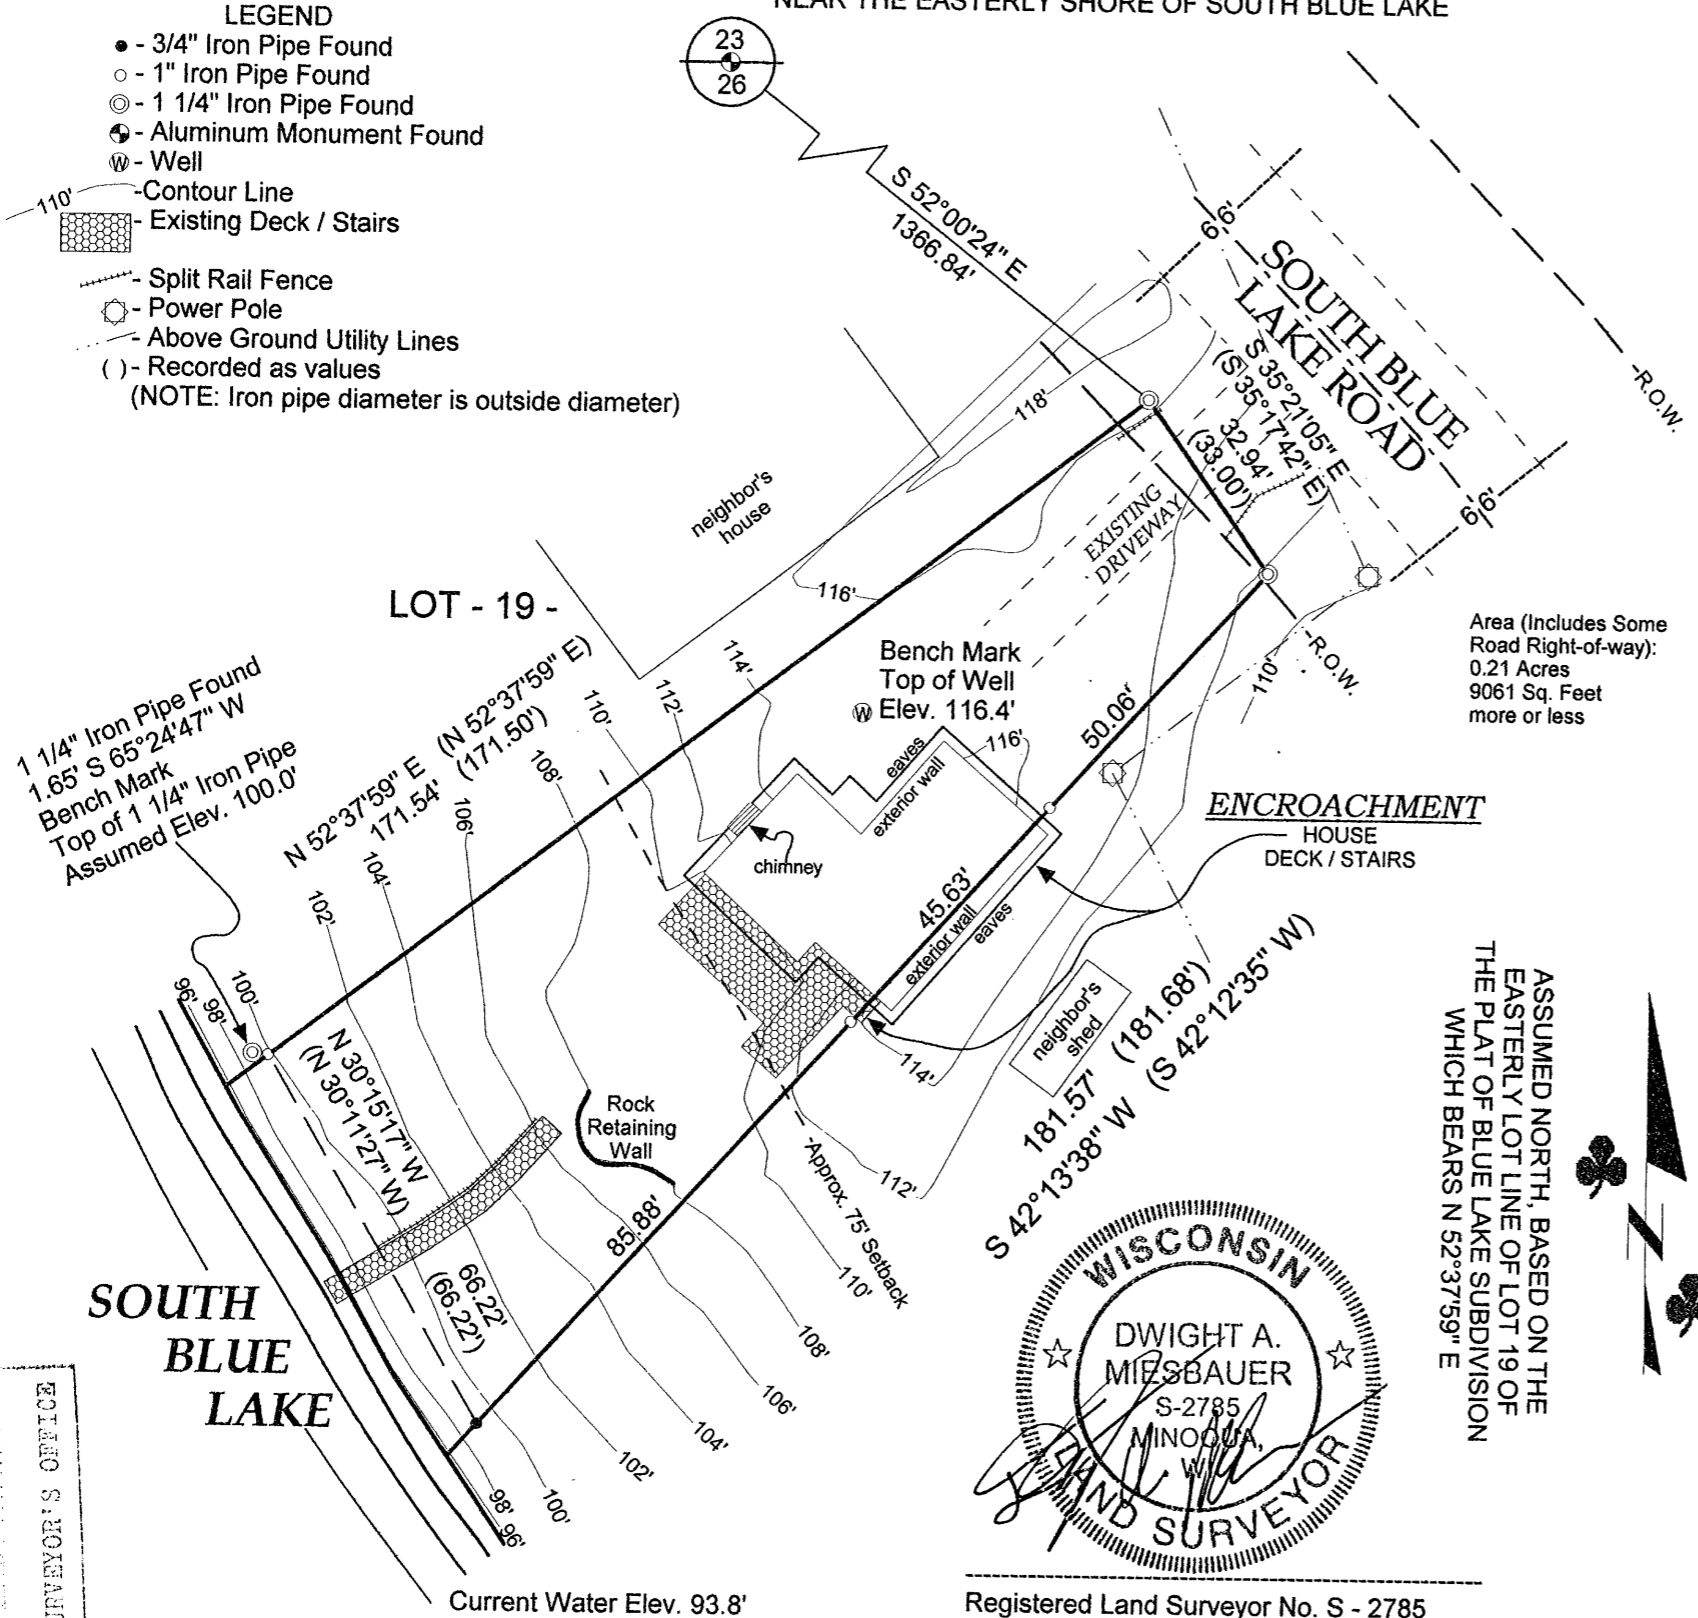 NEAR THE EASTERLY SHORE OF SOUTH BLUE LAKE
LEGEND
- 3/4" Iron Pipe Found
- 1" Iron Pipe Found
- 1 1/4" Iron Pipe Found
- Aluminum Monument Found
W - Well
110' -Contour Line
- Existing Deck / Stairs
- Split Rail Fence
- Power Pole
- Above Ground Utility Lines
( ) - Recorded as values
(NOTE: Iron pipe diameter is outside diameter)
23
26
S 52°00'24" E
1366.84'
66'
SOUTH BLUE
LAKE ROAD
S 35°21'05" E
(S 35°17'42" E)
32.94'
(33.00')
66'
-R.O.W.
-R.O.W.
118'
116'
114'
112'
110'
108'
106'
104'
102'
100'
98'
96'
neighbor's
house
EXISTING
DRIVEWAY
LOT - 19 -
Bench Mark
Top of Well
W Elev. 116.4'
110'
116'
50.06'
Area (Includes Some
Road Right-of-way):
0.21 Acres
9061 Sq. Feet
more or less
1 1/4" Iron Pipe Found
1.65' S 65°24'47" W
Bench Mark
Top of 1 1/4" Iron Pipe
Assumed Elev. 100.0'
N 52°37'59" E (N 52°37'59" E)
171.54' (171.50')
eaves
exterior wall
chimney
45.63'
exterior wall
eaves
ENCROACHMENT
HOUSE
DECK / STAIRS
neighbor's
shed
181.57' (181.68')
S 42°13'38" W (S 42°12'35" W)
N 30°15'17" W
(N 30°11'27" W)
66.22'
(66.22')
Rock
Retaining
Wall
85.88'
-Approx. 75' Setback
114'
112'
110'
108'
106'
104'
102'
100'
98'
96'
SOUTH
BLUE
LAKE
Current Water Elev. 93.8'
ASSUMED NORTH, BASED ON THE
EASTERLY LOT LINE OF LOT 19 OF
THE PLAT OF BLUE LAKE SUBDIVISION
WHICH BEARS N 52°37'59" E
N
WISCONSIN
DWIGHT A.
MIESBAUER
S-2785
MINOCQUA,
WI
LAND SURVEYOR
Registered Land Surveyor No. S - 2785
OFFICE